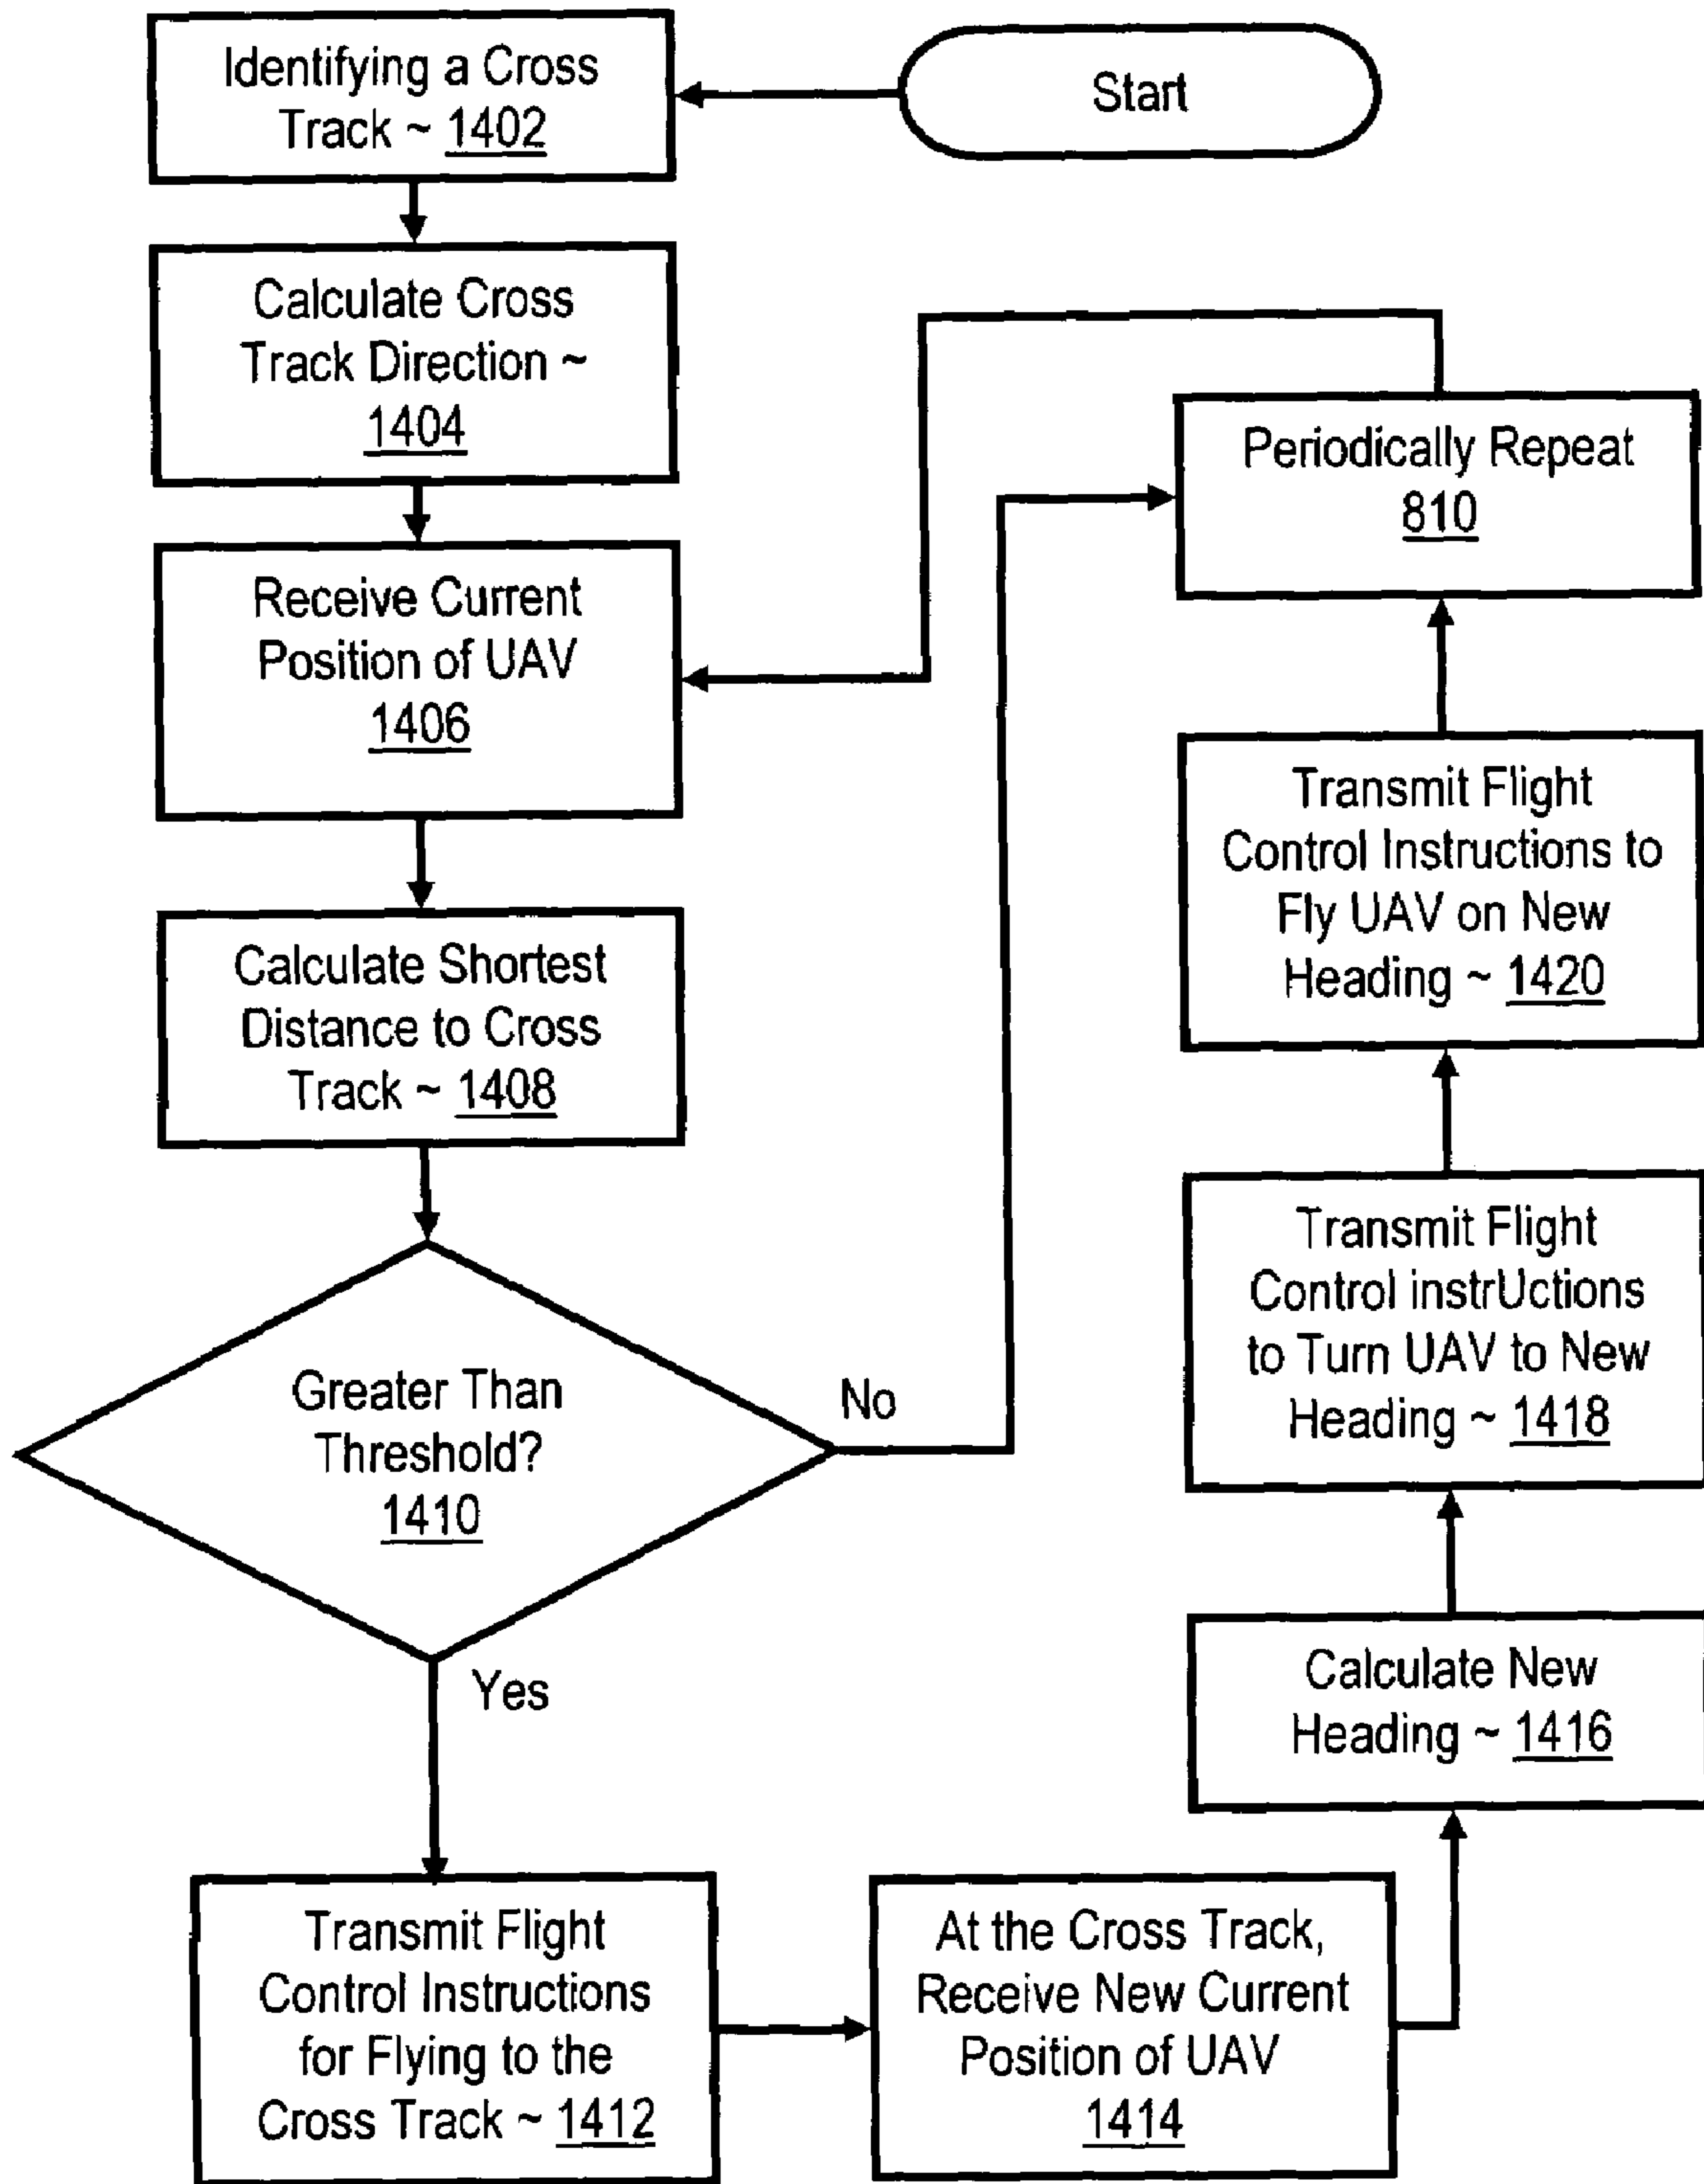 Start
Identifying a Cross
Track ~ 1402
Calculate Cross
Track Direction ~
1404
Receive Current
Position of UAV
1406
Calculate Shortest
Distance to Cross
Track ~ 1408
Greater Than
Threshold?
1410
No
Yes
Transmit Flight
Control Instructions
for Flying to the
Cross Track ~ 1412
At the Cross Track,
Receive New Current
Position of UAV
1414
Calculate New
Heading ~ 1416
Transmit Flight
Control instrUctions
to Turn UAV to New
Heading ~ 1418
Transmit Flight
Control Instructions to
Fly UAV on New
Heading ~ 1420
Periodically Repeat
810